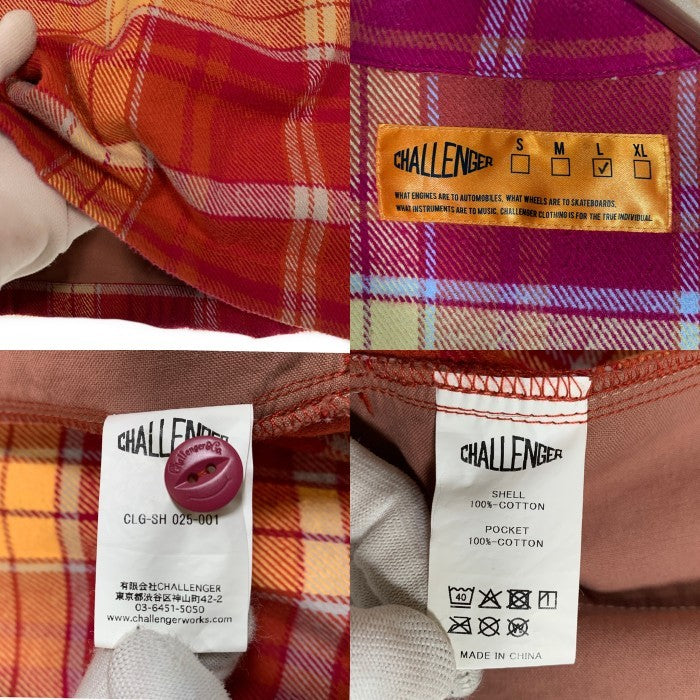 CHALLENGER
S M L XL
WHAT ENGINES ARE TO AUTOMOBILES, WHAT WHEELS ARE TO SKATEBOARDS.
WHAT INSTRUMENTS ARE TO MUSIC. CHALLENGER CLOTHING IS FOR THE TRUE INDIVIDUAL.
CHALLENGER
Challenger&Co.
CLG-SH 025-001
有限会社CHALLENGER
東京都渋谷区神山町42-2
03-6451-5050
www.challengerworks.com
CHALLENGER
SHELL
100%-COTTON
POCKET
100%-COTTON
40
MADE IN CHINA